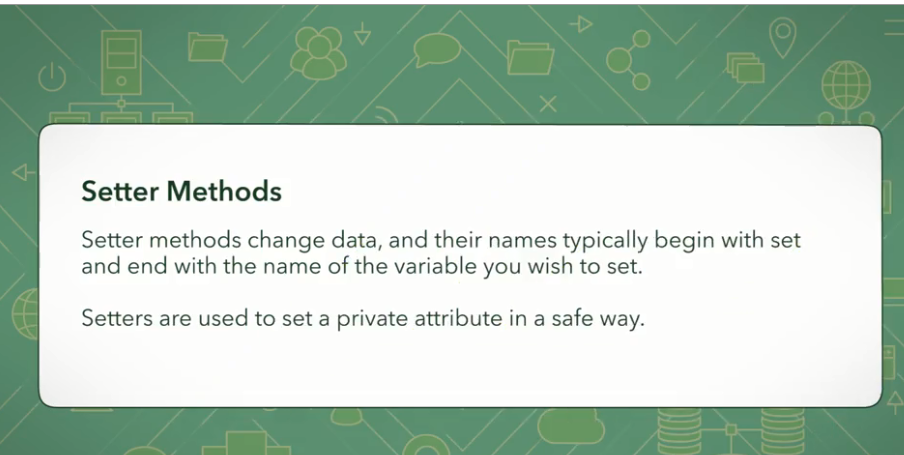 Setter Methods
Setter methods change data, and their names typically begin with set
and end with the name of the variable you wish to set.
Setters are used to set a private attribute in a safe way.